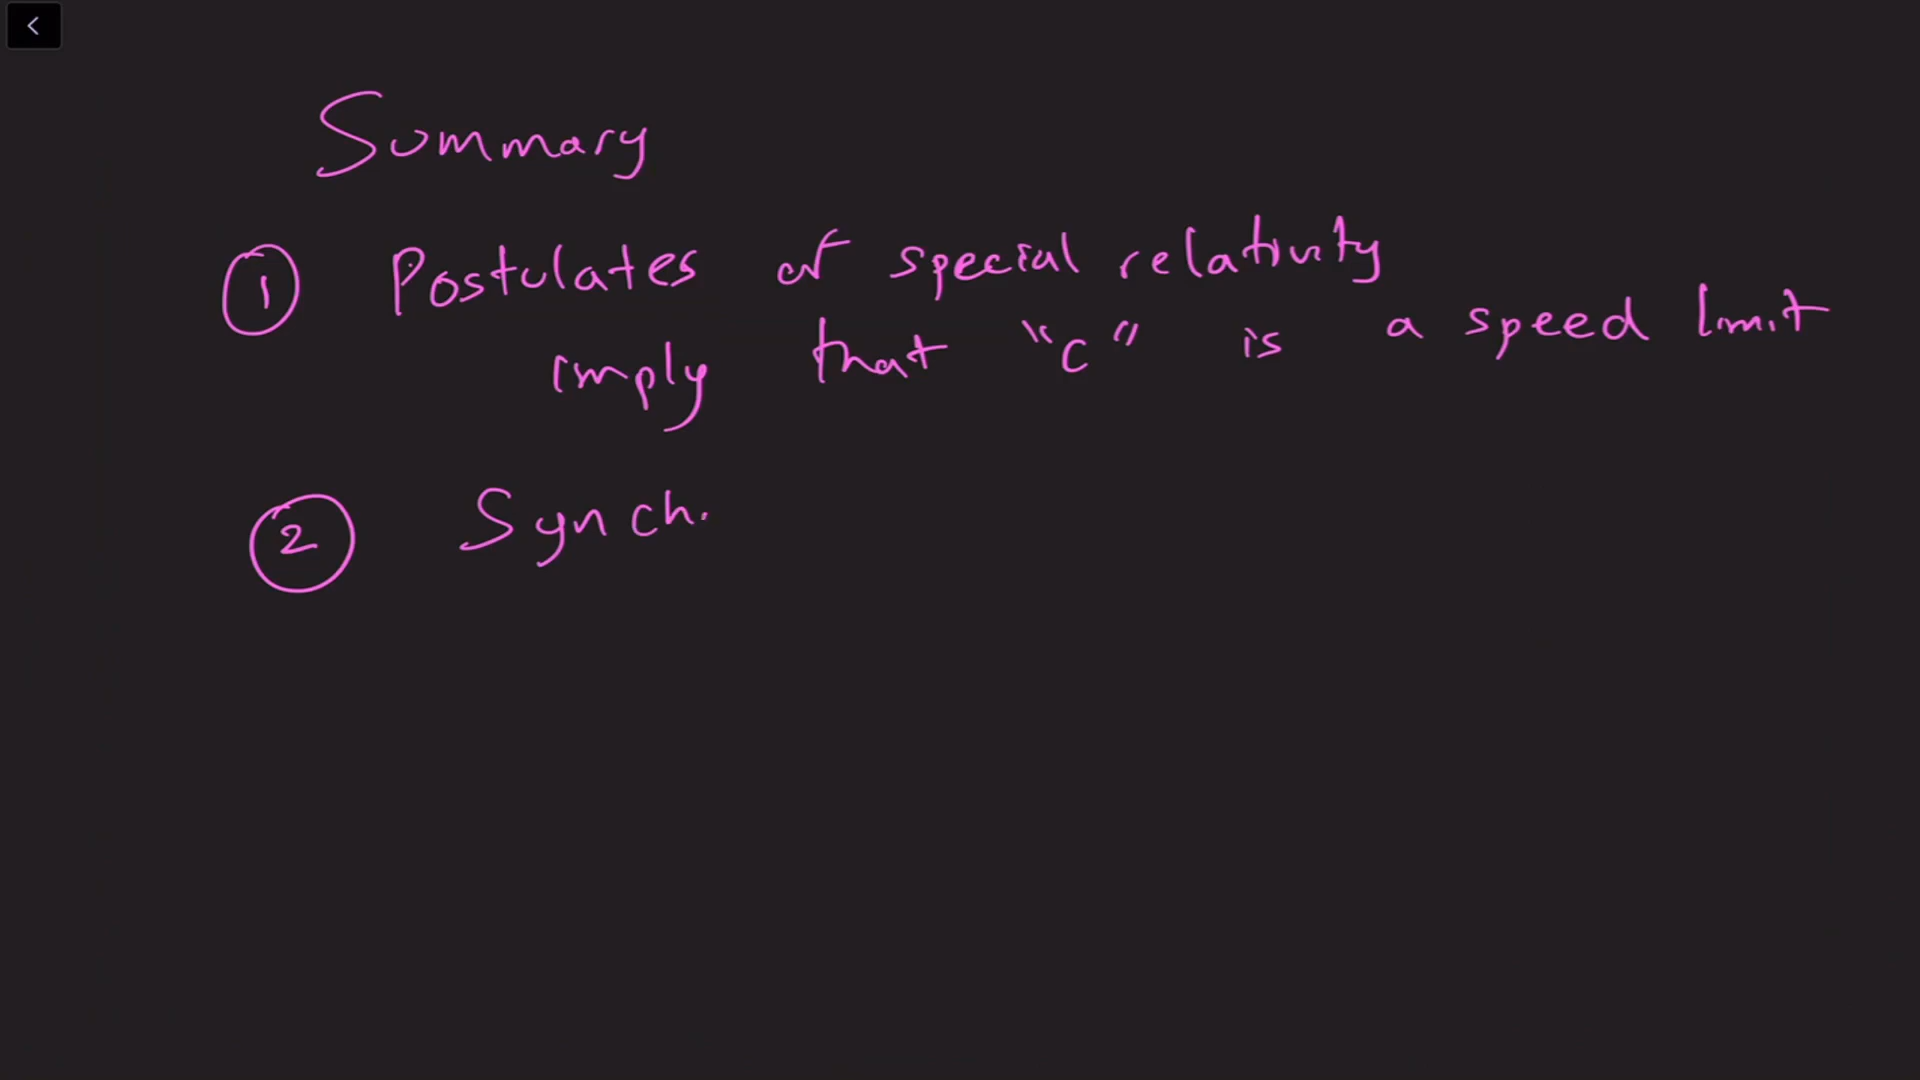 Summary
① Postulates of special relativity
imply that "c" is a speed limit
② Synch.